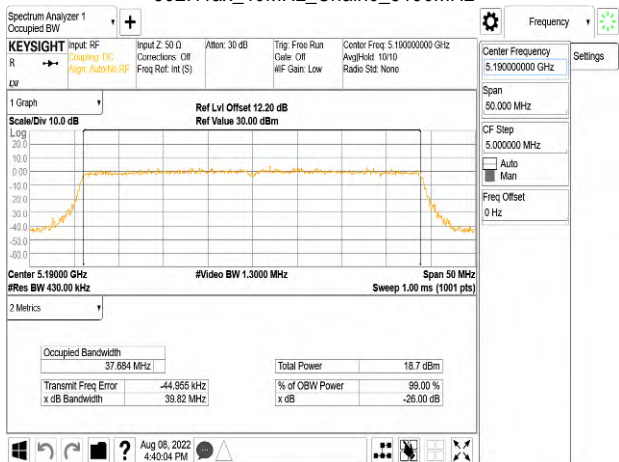 Spectrum Analyzer 1
Occupied BW
Frequency
KEYSIGHT
R
Input: RF
Coupling: DC
Align: Auto/No RF
Input Z: 50 Ω
Corrections: Off
Freq Ref: Int (S)
Atten: 30 dB
Trig: Free Run
Gate: Off
#IF Gain: Low
Center Freq: 5.190000000 GHz
Avg|Hold: 10/10
Radio Std: None
Center Frequency
5.190000000 GHz
Settings
Span
50.000 MHz
CF Step
5.000000 MHz
Auto
Man
Freq Offset
0 Hz
1 Graph
Scale/Div 10.0 dB
Ref Lvl Offset 12.20 dB
Ref Value 30.00 dBm
Log
20.0
10.0
0.00
-10.0
-20.0
-30.0
-40.0
-50.0
-60.0
Center 5.19000 GHz
#Video BW 1.3000 MHz
Span 50 MHz
#Res BW 430.00 kHz
Sweep 1.00 ms (1001 pts)
2 Metrics
Occupied Bandwidth
37.684 MHz
Total Power 18.7 dBm
Transmit Freq Error -44.955 kHz
% of OBW Power 99.00 %
x dB Bandwidth 39.82 MHz
x dB -26.00 dB
?
Aug 08, 2022
4:40:04 PM